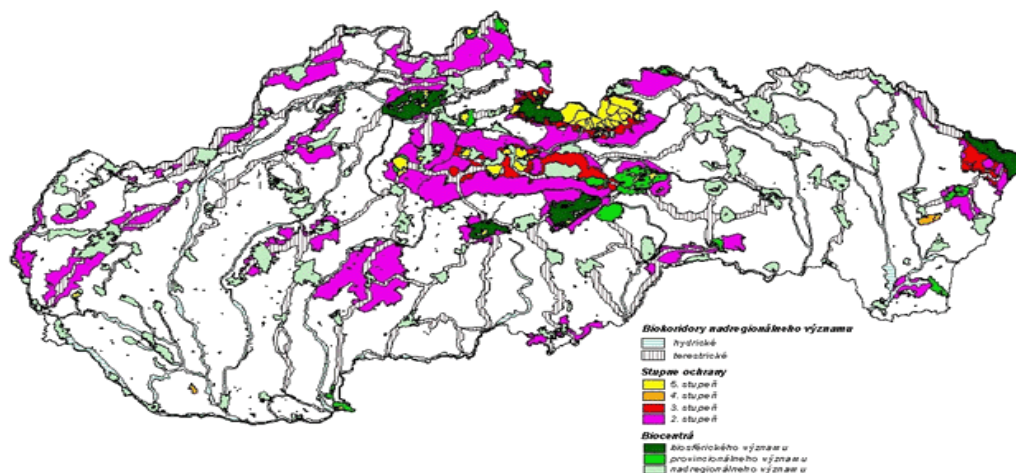 Biokoridory nadregionálneho významu
hydrické
terestrické
Stupne ochrany
5. stupeň
4. stupeň
3. stupeň
2. stupeň
Biocentrá
biosférického významu
provincionálneho významu
nadregionálneho významu